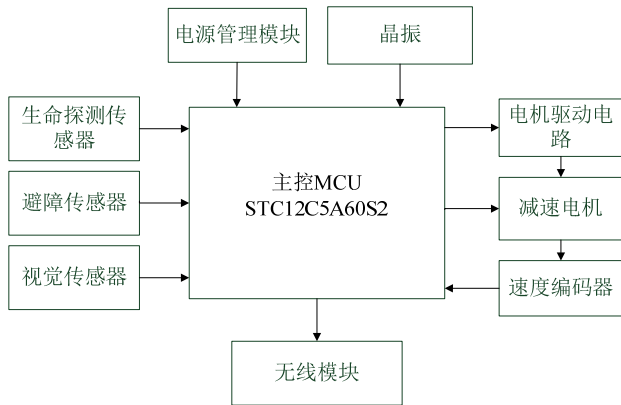 电源管理模块
晶振
生命探测传
感器
避障传感器
视觉传感器
主控MCU
STC12C5A60S2
电机驱动电
路
减速电机
速度编码器
无线模块